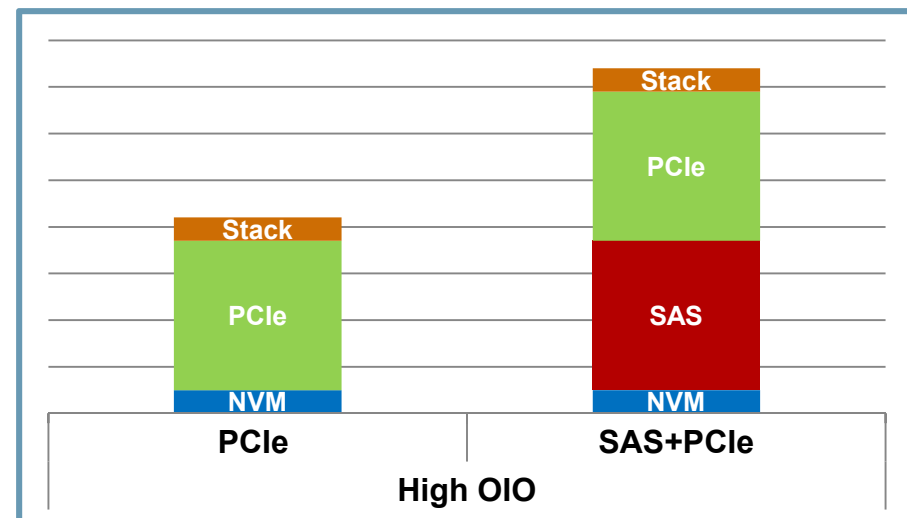 Stack
PCIe
NVM
Stack
PCIe
SAS
NVM
PCIe
SAS+PCIe
High OIO